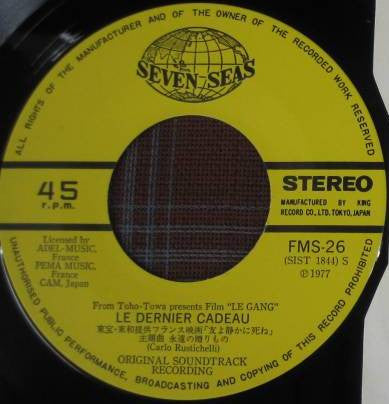 ALL RIGHTS OF THE MANUFACTURER AND OF THE OWNER OF THE RECORDED WORK RESERVED
SEVEN-SEAS
45
r.p.m.
STEREO
MANUFACTURED BY KING
RECORD CO., LTD. TOKYO, JAPAN
Licensed by
ADEL-MUSIC,
France
PEMA MUSIC,
France
CAM, Japan
FMS-26
(SIST 1844) S
Ⓟ1977
From Toho-Towa presents Film "LE GANG"
LE DERNIER CADEAU
東宝・東和提供フランス映画「友よ静かに死ね」
主題曲 永遠の贈りもの
(Carlo Rustichelli)
ORIGINAL SOUNDTRACK
RECORDING
UNAUTHORISED PUBLIC PERFORMANCE, BROADCASTING AND COPYING OF THIS RECORD PROHIBITED